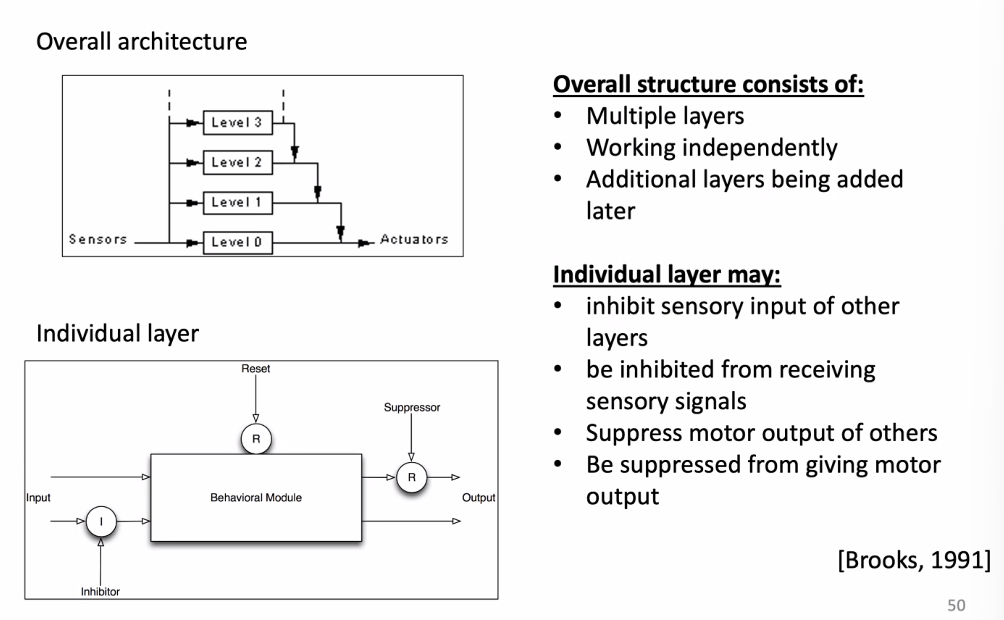 Overall architecture
Level 3
Level 2
Level 1
Sensors
Level 0
Actuators
Individual layer
Reset
R
Suppressor
R
Input
Behavioral Module
Output
I
Inhibitor
Overall structure consists of:
• Multiple layers
• Working independently
• Additional layers being added
later
Individual layer may:
• inhibit sensory input of other
layers
• be inhibited from receiving
sensory signals
• Suppress motor output of others
• Be suppressed from giving motor
output
[Brooks, 1991]
50